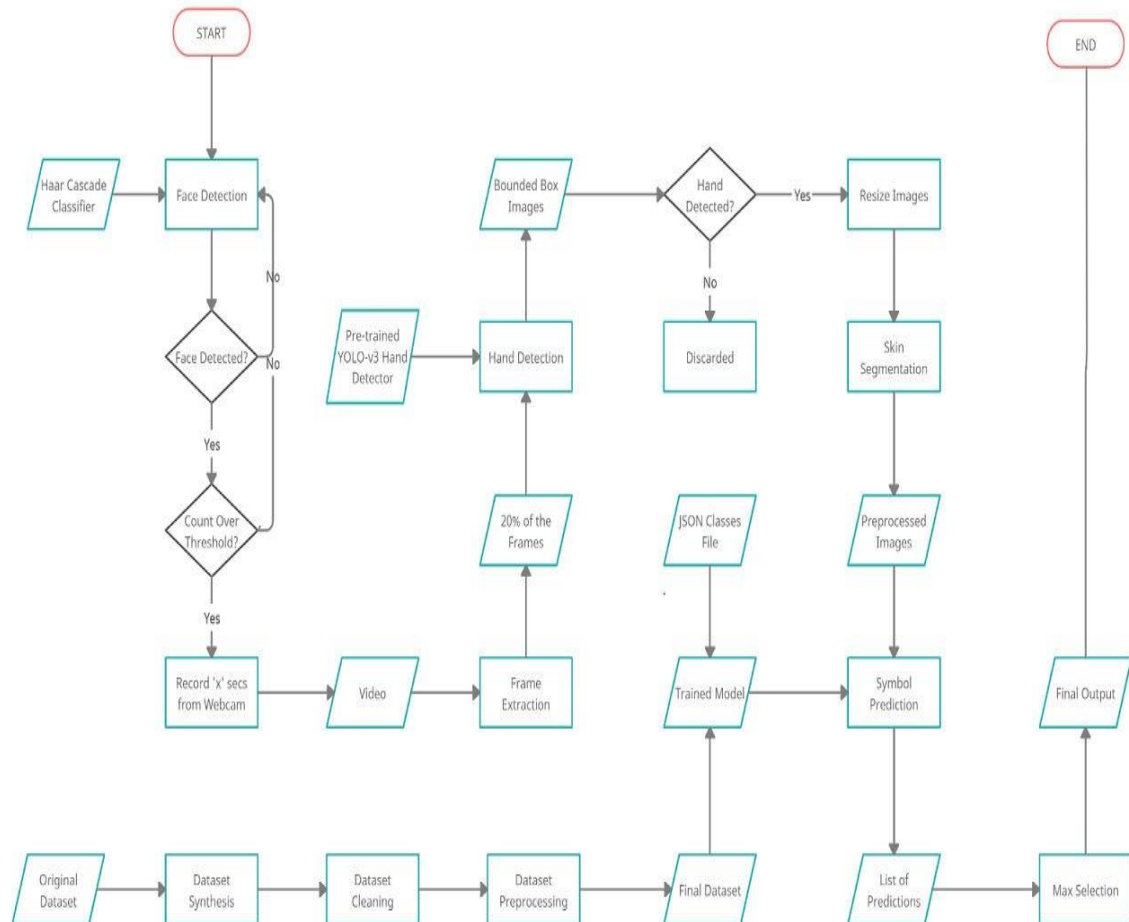 START
END
Haar Cascade
Classifier
Face Detection
Bounded Box
Images
Hand
Detected?
Yes
Resize Images
No
No
Pre-trained
YOLO-v3 Hand
Detector
Hand Detection
Discarded
Skin
Segmentation
Face Detected?
No
Yes
Count Over
Threshold?
20% of the
Frames
JSON Classes
File
Preprocessed
Images
Yes
Record 'x' secs
from Webcam
Video
Frame
Extraction
Trained Model
Symbol
Prediction
Final Output
Original
Dataset
Dataset
Synthesis
Dataset
Cleaning
Dataset
Preprocessing
Final Dataset
List of
Predictions
Max Selection